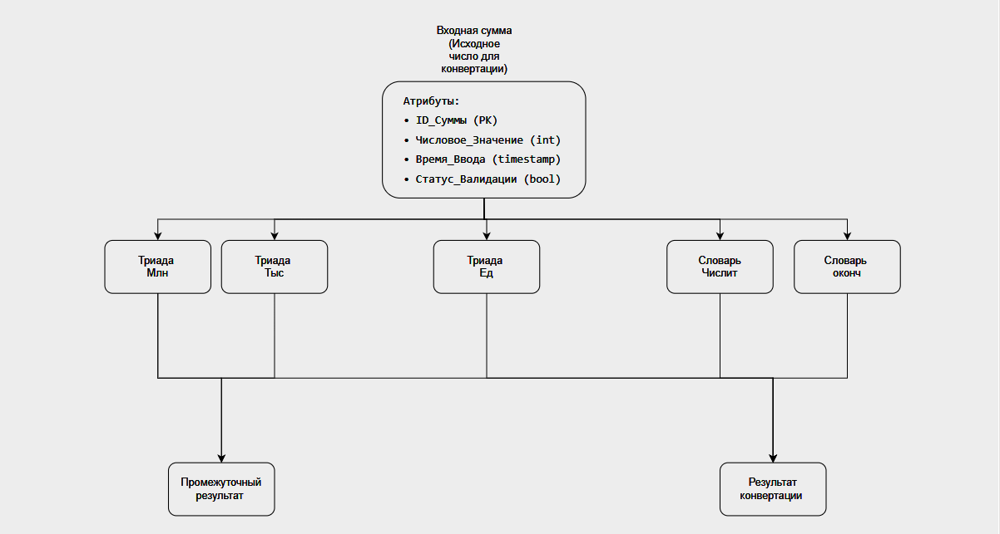 Входная сумма
(Исходное
число для
конвертации)
Атрибуты:
• ID_Суммы (PK)
• Числовое_Значение (int)
• Время_Ввода (timestamp)
• Статус_Валидации (bool)
Триада
Млн
Триада
Тыс
Триада
Ед
Словарь
Числит
Словарь
оконч
Промежуточный
результат
Результат
конвертации